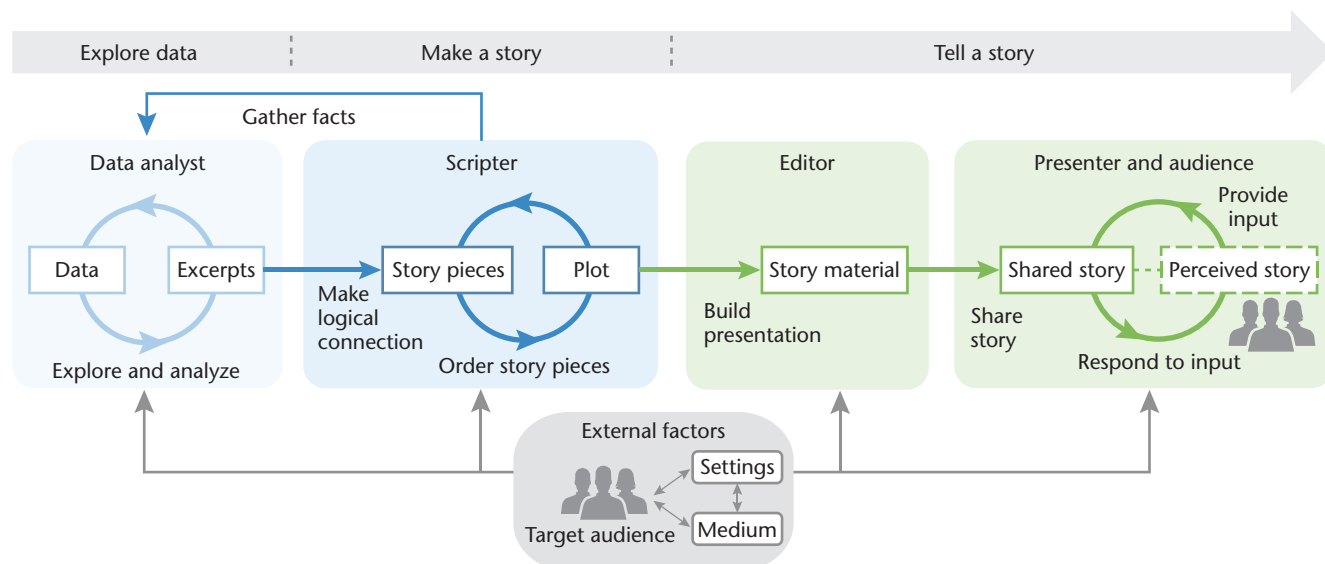 Explore data
Make a story
Tell a story
Gather facts
Data analyst
Data
Excerpts
Explore and analyze
Make
logical
connection
Scripter
Story pieces
Plot
Order story pieces
Build
presentation
Editor
Story material
Share
story
Presenter and audience
Provide
input
Shared story
Perceived story
Respond to input
External factors
Settings
Target audience
Medium